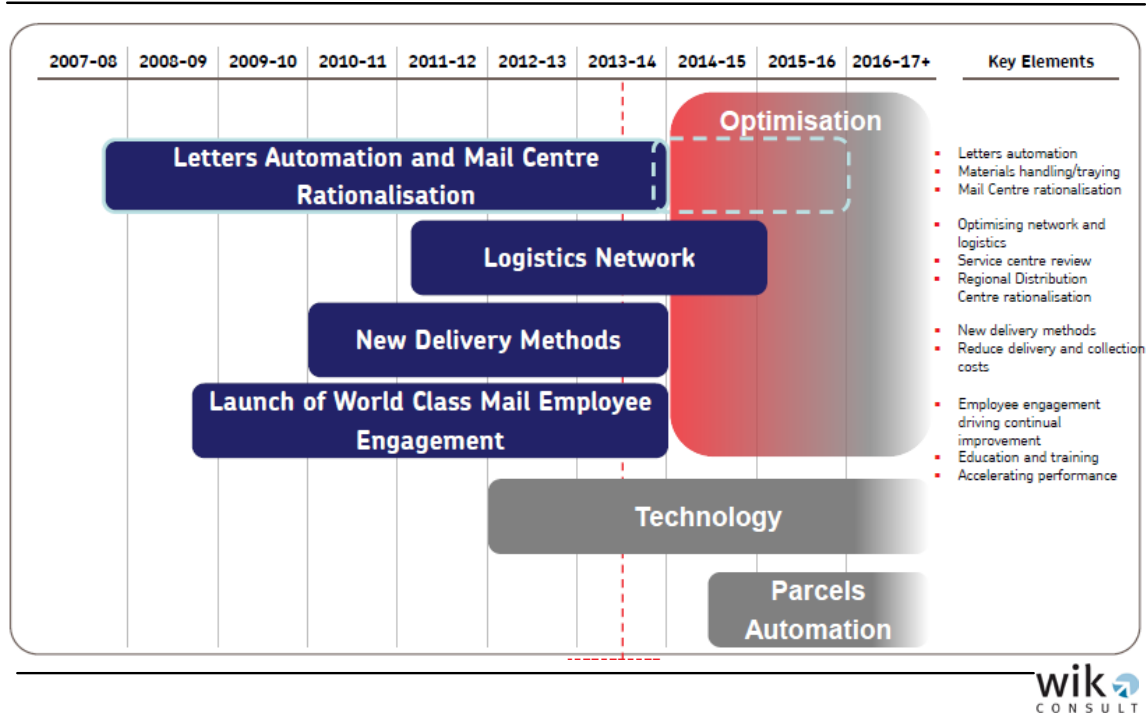 2007-08 2008-09 2009-10 2010-11 2011-12 2012-13 2013-14 2014-15 2015-16 2016-17+ Key Elements
Optimisation
Letters Automation and Mail Centre
Rationalisation
Logistics Network
New Delivery Methods
Launch of World Class Mail Employee
Engagement
Technology
Parcels
Automation
▪ Letters automation
▪ Materials handling/traying
▪ Mail Centre rationalisation
▪ Optimising network and
logistics
▪ Service centre review
▪ Regional Distribution
Centre rationalisation
▪ New delivery methods
▪ Reduce delivery and collection
costs
▪ Employee engagement
driving continual
improvement
▪ Education and training
▪ Accelerating performance
wik
CONSULT